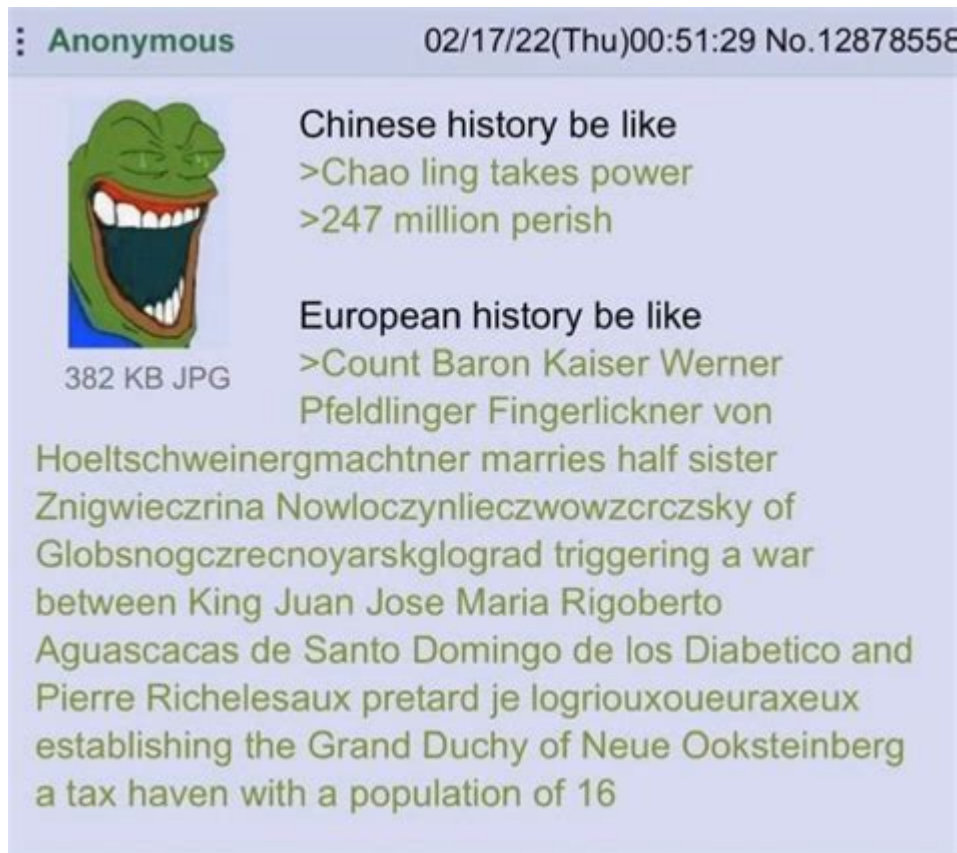 Anonymous 02/17/22(Thu)00:51:29 No.12878558
Chinese history be like
>Chao ling takes power
>247 million perish
European history be like
382 KB JPG
>Count Baron Kaiser Werner
Pfeldlinger Fingerlickner von
Hoeltschweinergmachtner marries half sister
Znigwieczrina Nowloczynlieczwowzcrczsky of
Globsnogczrecnoyarskglograd triggering a war
between King Juan Jose Maria Rigoberto
Aguascacas de Santo Domingo de los Diabetico and
Pierre Richelesaux pretard je logriouxoueuraxeux
establishing the Grand Duchy of Neue Ooksteinberg
a tax haven with a population of 16